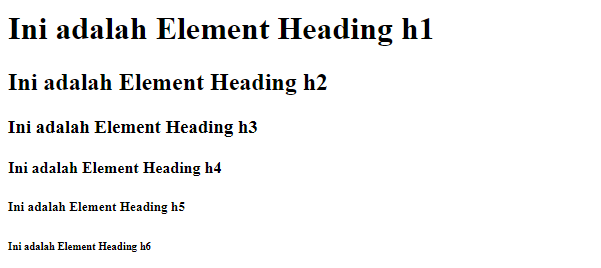 Ini adalah Element Heading h1
Ini adalah Element Heading h2
Ini adalah Element Heading h3
Ini adalah Element Heading h4
Ini adalah Element Heading h5
Ini adalah Element Heading h6